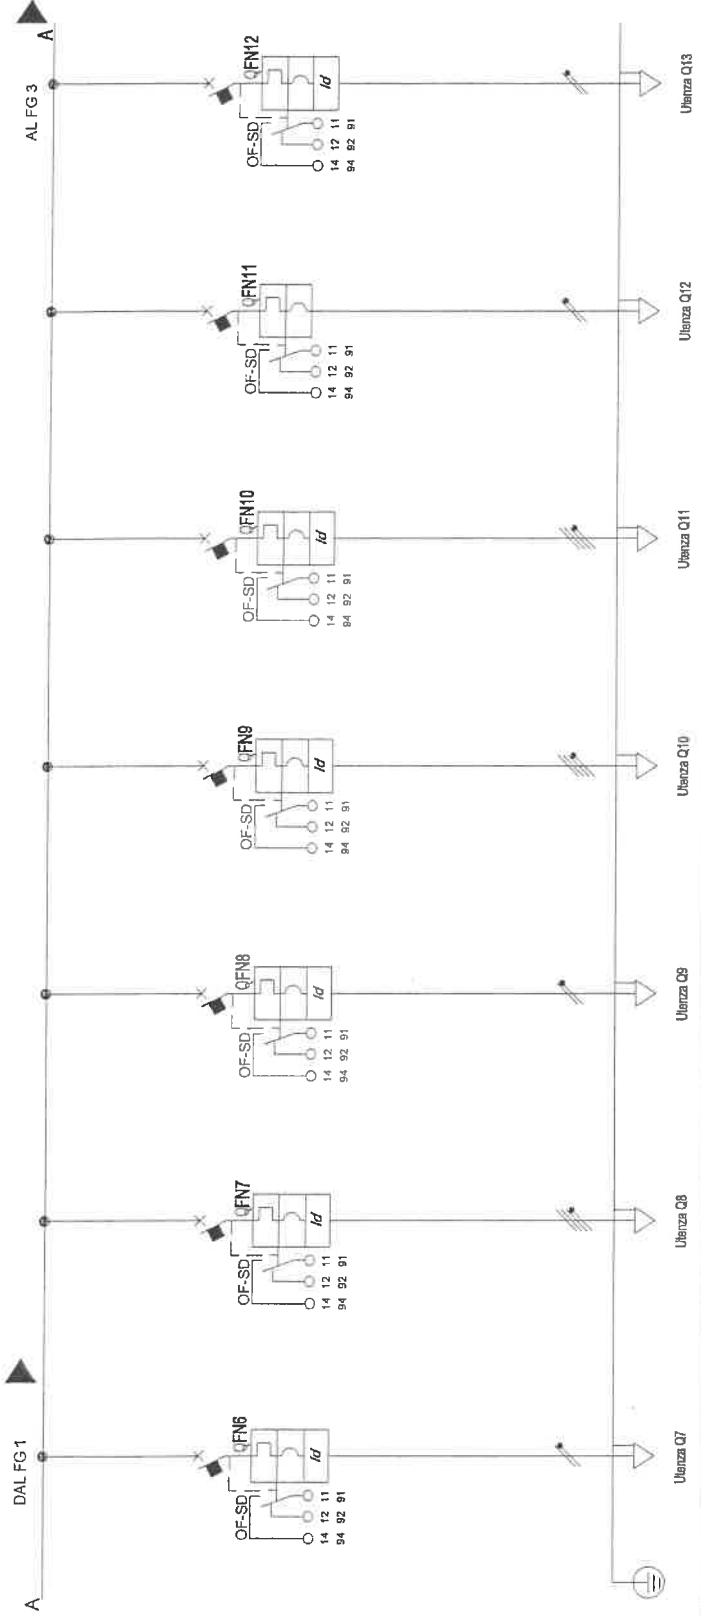 DAL FG 1
AL FG 3
A
A
QFN6
OF-SD
Id
14 12 11
94 92 91
Utenza Q7
QFN7
OF-SD
Id
14 12 11
94 92 91
Utenza Q8
QFN8
OF-SD
Id
14 12 11
94 92 91
Utenza Q9
QFN9
OF-SD
Id
14 12 11
94 92 91
Utenza Q10
QFN10
OF-SD
Id
14 12 11
94 92 91
Utenza Q11
QFN11
OF-SD
14 12 11
94 92 91
Utenza Q12
QFN12
OF-SD
Id
14 12 11
94 92 91
Utenza Q13